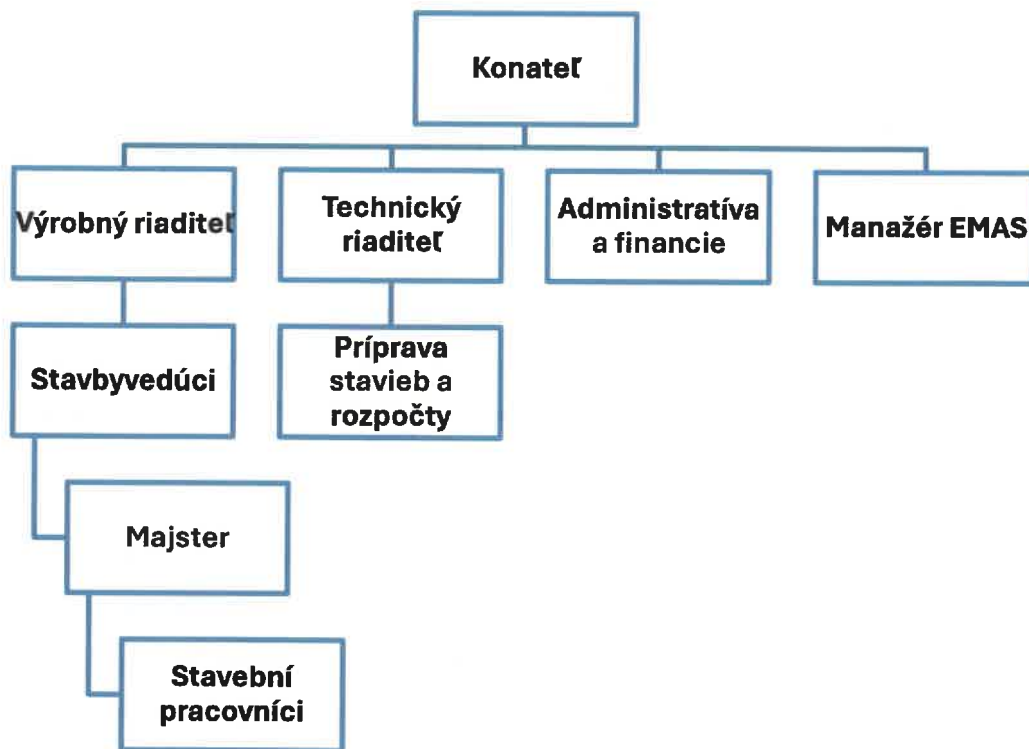 Konateľ
Výrobný riaditeľ
Technický
riaditeľ
Administratíva
a financie
Manažér EMAS
Stavbyvedúci
Príprava
stavieb a
rozpočty
Majster
Stavební
pracovníci